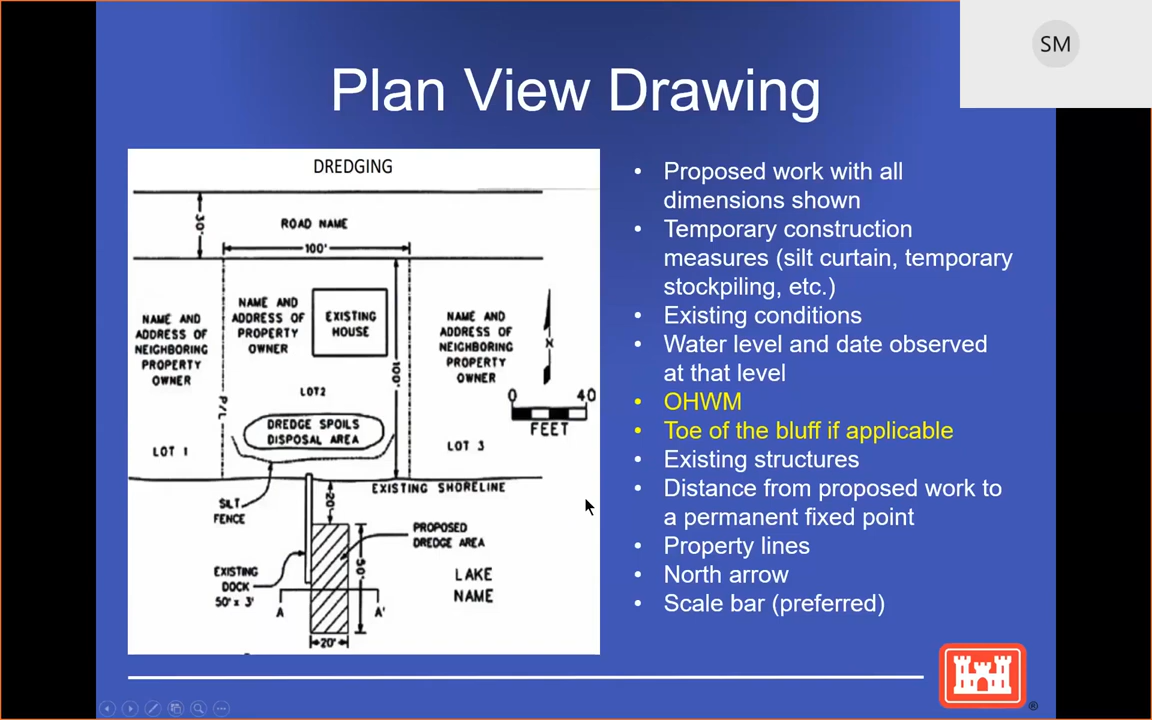 SM
Plan View Drawing
DREDGING
30'
ROAD NAME
100'
NAME AND
ADDRESS OF
NEIGHBORING
PROPERTY
OWNER
NAME AND
ADDRESS OF
PROPERTY
OWNER
EXISTING
HOUSE
NAME AND
ADDRESS OF
NEIGHBORING
PROPERTY
OWNER
N
100'
0 40
FEET
LOT2
P/L
DREDGE SPOILS
DISPOSAL AREA
LOT 1
LOT 3
EXISTING SHORELINE
SILT
FENCE
20'
PROPOSED
DREDGE AREA
50'
EXISTING
DOCK
50' x 3'
LAKE
NAME
A A'
20'
• Proposed work with all
dimensions shown
• Temporary construction
measures (silt curtain, temporary
stockpiling, etc.)
• Existing conditions
• Water level and date observed
at that level
• OHWM
• Toe of the bluff if applicable
• Existing structures
• Distance from proposed work to
a permanent fixed point
• Property lines
• North arrow
• Scale bar (preferred)
®